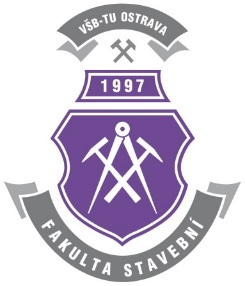 VŠB-TU OSTRAVA
1997
FAKULTA STAVEBNÍ